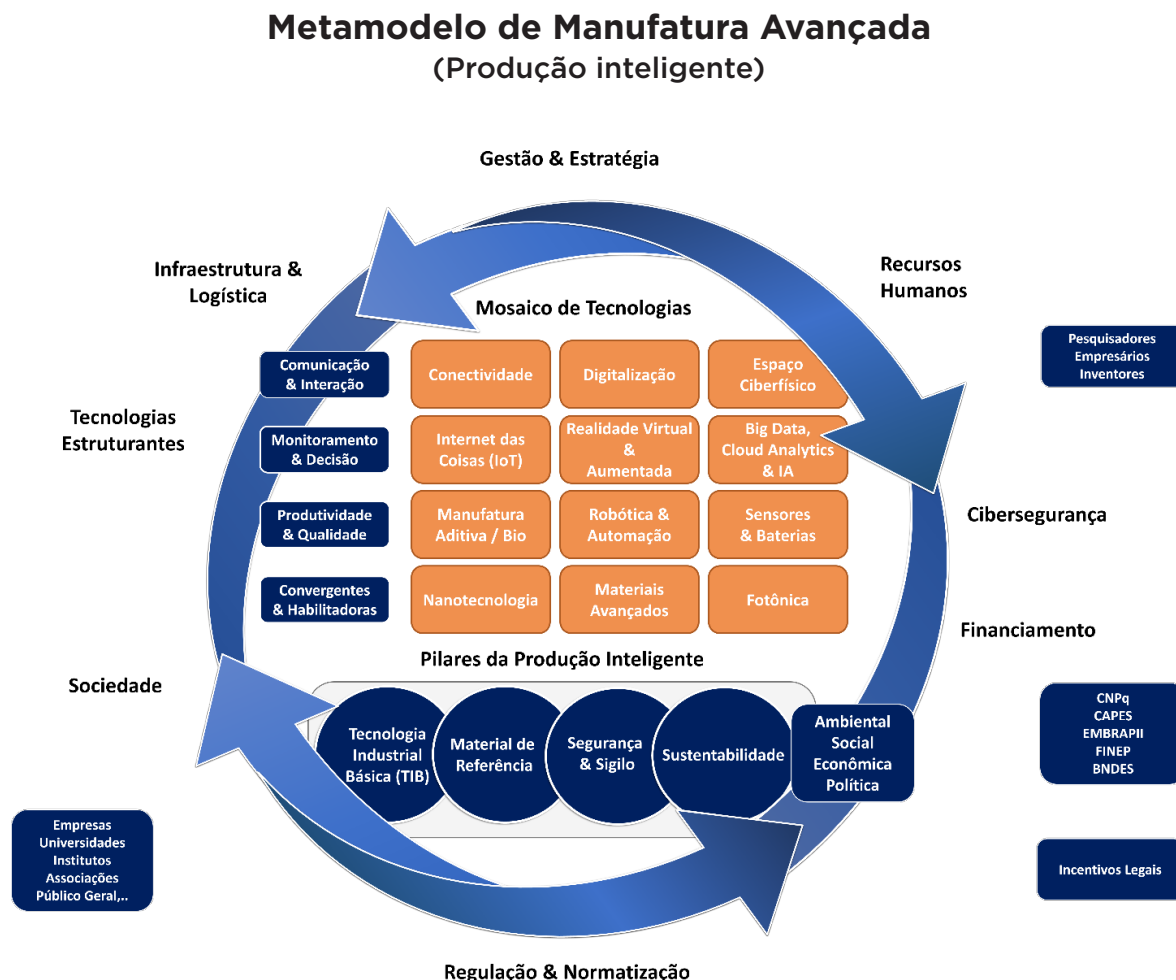 Metamodelo de Manufatura Avançada
(Produção inteligente)
Gestão & Estratégia
Infraestrutura &
Logística
Recursos
Humanos
Mosaico de Tecnologias
Pesquisadores
Empresários
Inventores
Comunicação
& Interação
Conectividade
Digitalização
Espaço
Ciberfísico
Tecnologias
Estruturantes
Monitoramento
& Decisão
Internet das
Coisas (IoT)
Realidade Virtual
&
Aumentada
Big Data,
Cloud Analytics
& IA
Produtividade
& Qualidade
Manufatura
Aditiva / Bio
Robótica &
Automação
Sensores
& Baterias
Cibersegurança
Convergentes
& Habilitadoras
Nanotecnologia
Materiais
Avançados
Fotônica
Financiamento
Pilares da Produção Inteligente
Sociedade
Tecnologia
Industrial
Básica (TIB)
Material de
Referência
Segurança
& Sigilo
Sustentabilidade
Ambiental
Social
Econômica
Política
CNPq
CAPES
EMBRAPII
FINEP
BNDES
Empresas
Universidades
Institutos
Associações
Público Geral,..
Incentivos Legais
Regulação & Normatização